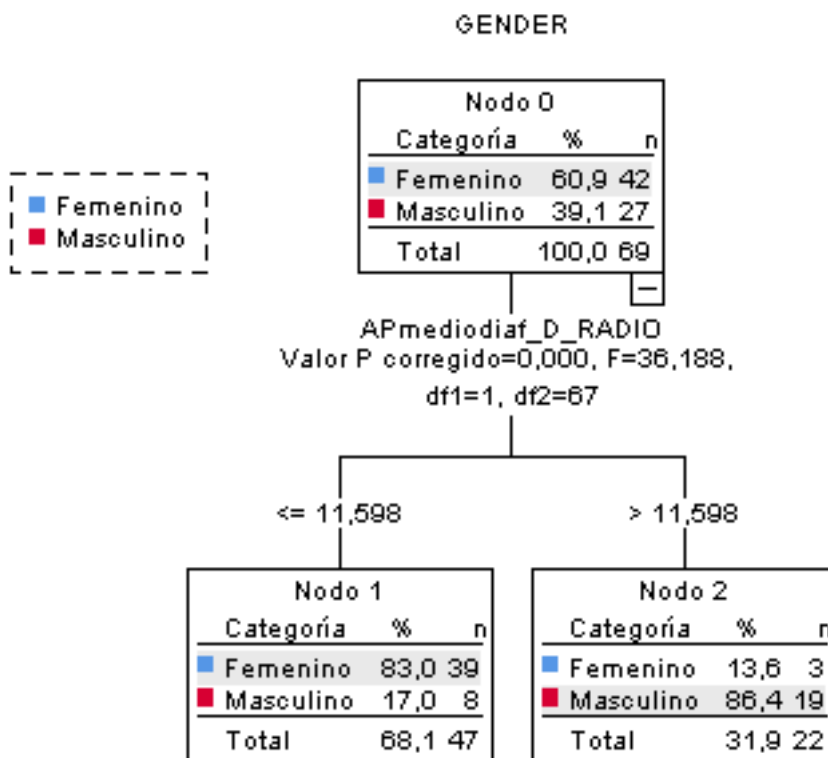 GENDER
Nodo 0
Categoría % n
Femenino 60,9 42
Masculino 39,1 27
Total 100,0 69
Femenino
Masculino
APmediodiaf_D_RADIO
Valor P corregido=0,000, F=36,188,
df1=1, df2=67
<= 11,598
> 11,598
Nodo 1
Categoría % n
Femenino 83,0 39
Masculino 17,0 8
Total 68,1 47
Nodo 2
Categoría % n
Femenino 13,6 3
Masculino 86,4 19
Total 31,9 22